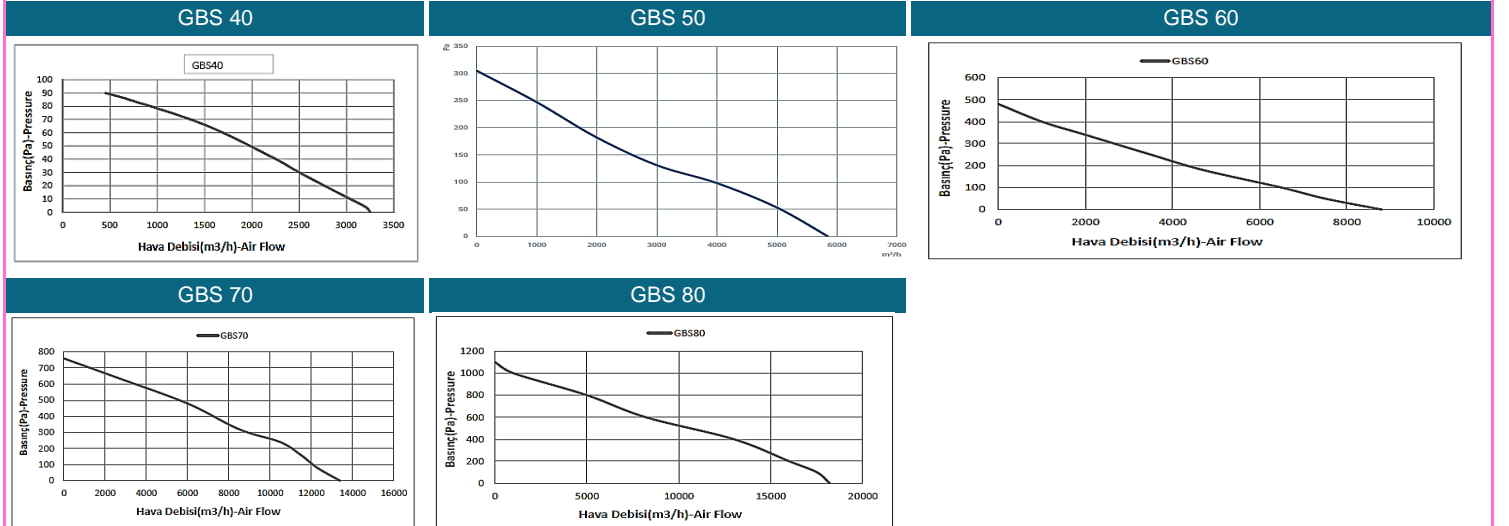 GBS 40
GBS 50
GBS 60
GBS40
100
90
80
70
60
50
40
30
20
10
0
0 500 1000 1500 2000 2500 3000 3500
Basınç(Pa)-Pressure
Hava Debisi(m3/h)-Air Flow
Pa
350
300
250
200
150
100
50
0
0 1000 2000 3000 4000 5000 6000 7000
m³/h
GBS60
600
500
400
300
200
100
0
0 2000 4000 6000 8000 10000
Basınç(Pa)-Pressure
Hava Debisi(m3/h)-Air Flow
GBS 70
GBS 80
GBS70
800
700
600
500
400
300
200
100
0
0 2000 4000 6000 8000 10000 12000 14000 16000
Basınç(Pa)-Pressure
Hava Debisi(m3/h)-Air Flow
GBS80
1200
1000
800
600
400
200
0
0 5000 10000 15000 20000
Basınç(Pa)-Pressure
Hava Debisi(m3/h)-Air Flow